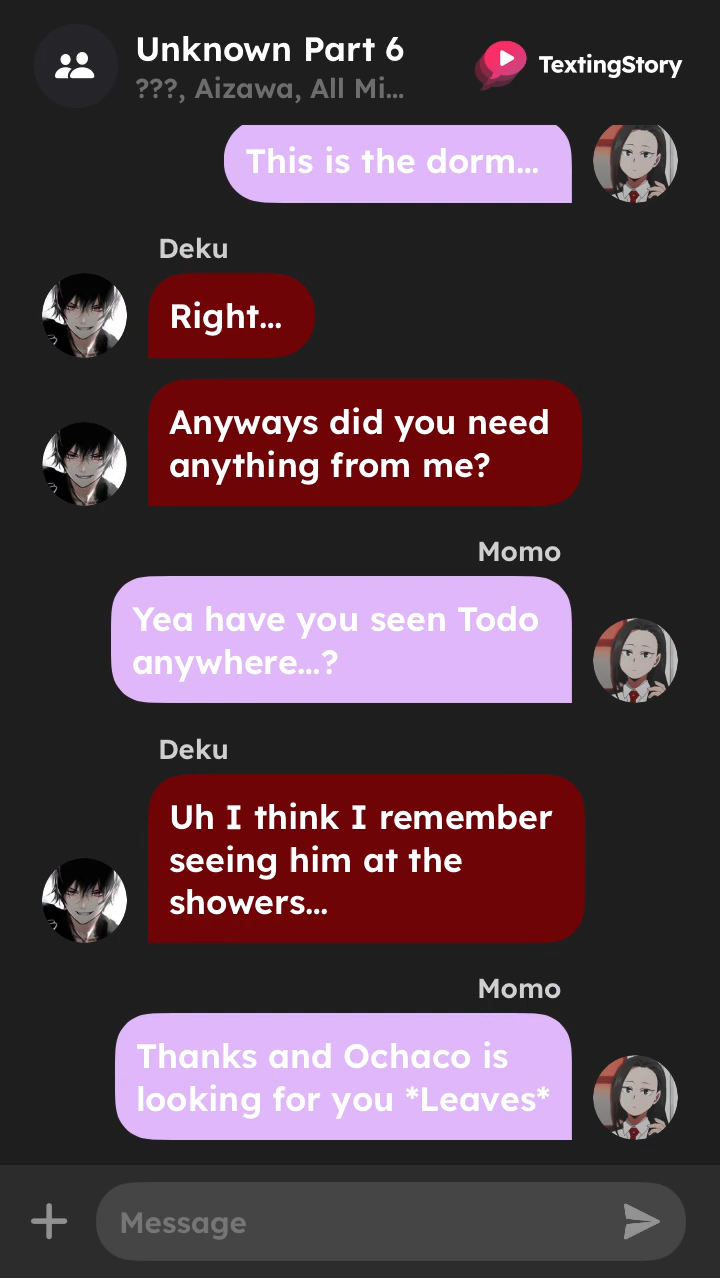 Unknown Part 6
???, Aizawa, All Mi...
TextingStory
This is the dorm...
Deku
Right...
Anyways did you need
anything from me?
Momo
Yea have you seen Todo
anywhere...?
Deku
Uh I think I remember
seeing him at the
showers...
Momo
Thanks and Ochaco is
looking for you *Leaves*
Message